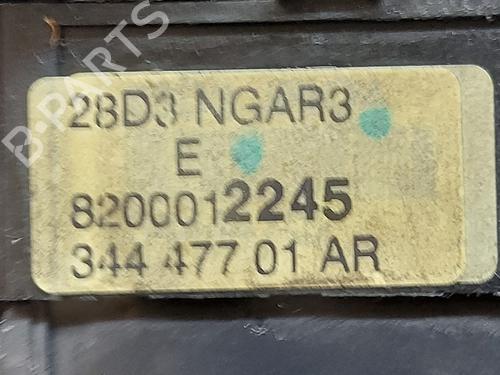 B-PARTS
28D3 NGAR3
E
8200012245
344 477 01 AR